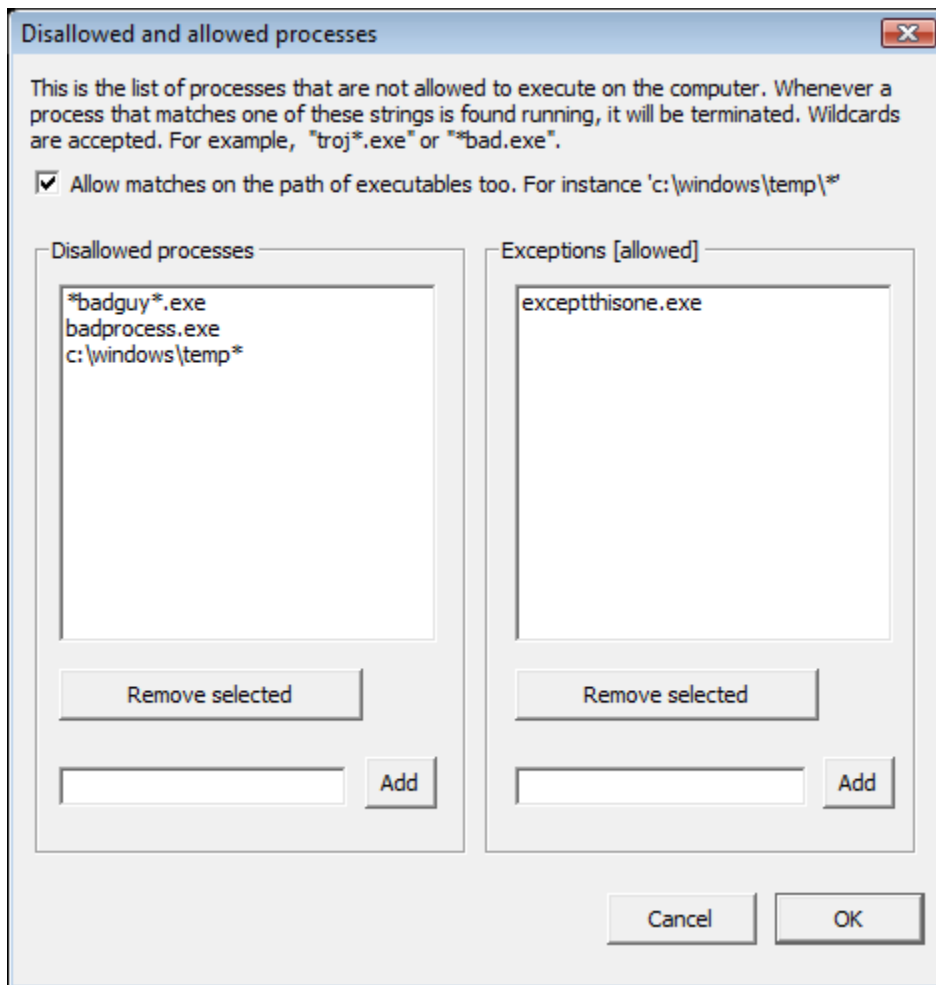 Disallowed and allowed processes
This is the list of processes that are not allowed to execute on the computer. Whenever a
process that matches one of these strings is found running, it will be terminated. Wildcards
are accepted. For example,  "troj*.exe" or "*bad.exe".
Allow matches on the path of executables too. For instance 'c:\windows\temp\*'
Disallowed processes
*badguy*.exe
badprocess.exe
c:\windows\temp*
Remove selected
Add
Exceptions [allowed]
exceptthisone.exe
Remove selected
Add
Cancel
OK